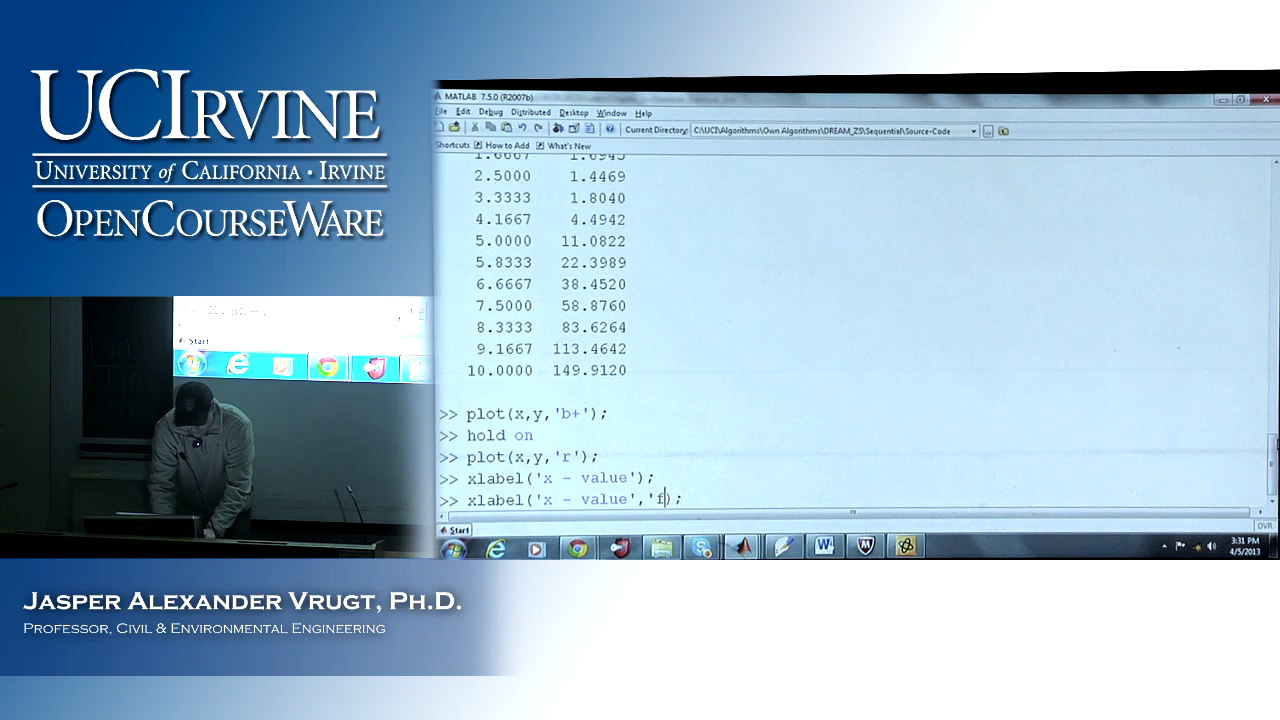 UCIRVINE
UNIVERSITY of CALIFORNIA · IRVINE
OPENCOURSEWARE
MATLAB 7.5.0 (R2007b)
File Edit Debug Distributed Desktop Window Help
Current Directory: C:\UCI\Algorithms\Own Algorithms\DREAM_ZS\Sequential\Source-Code
Shortcuts How to Add What's New
1.6667 1.6945
2.5000 1.4469
3.3333 1.8040
4.1667 4.4942
5.0000 11.0822
5.8333 22.3989
6.6667 38.4520
7.5000 58.8760
8.3333 83.6264
9.1667 113.4642
10.0000 149.9120
>> plot(x,y,'b+');
>> hold on
>> plot(x,y,'r');
>> xlabel('x - value');
>> xlabel('x - value','f);
Start
OVR
3:31 PM
4/5/2013
Start
JASPER ALEXANDER VRUGT, PH.D.
PROFESSOR, CIVIL & ENVIRONMENTAL ENGINEERING